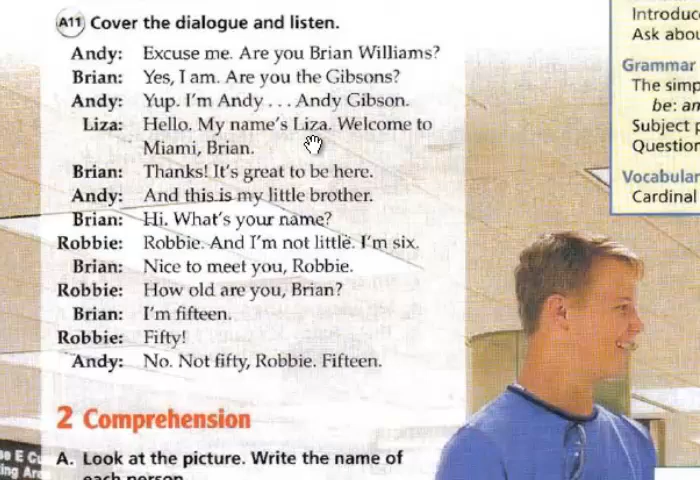 A11 Cover the dialogue and listen.
Andy: Excuse me. Are you Brian Williams?
Brian: Yes, I am. Are you the Gibsons?
Andy: Yup. I'm Andy . . . Andy Gibson.
Liza: Hello. My name's Liza. Welcome to
Miami, Brian.
Brian: Thanks! It's great to be here.
Andy: And this is my little brother.
Brian: Hi. What's your name?
Robbie: Robbie. And I'm not little. I'm six.
Brian: Nice to meet you, Robbie.
Robbie: How old are you, Brian?
Brian: I'm fifteen.
Robbie: Fifty!
Andy: No. Not fifty, Robbie. Fifteen.
2 Comprehension
A. Look at the picture. Write the name of
each person
Introduc
Ask abou
Grammar
The simp
be: an
Subject p
Question
Vocabular
Cardinal